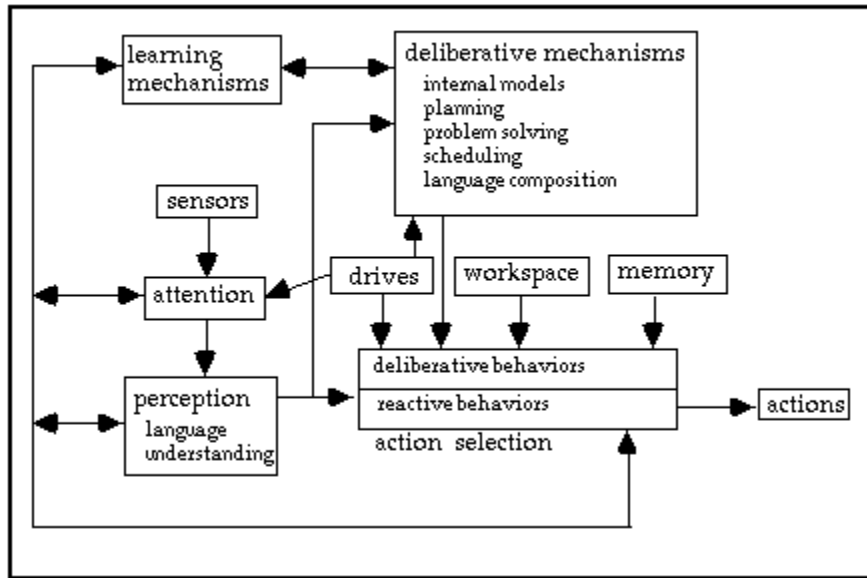 learning
mechanisms
deliberative mechanisms
internal models
planning
problem solving
scheduling
language composition
sensors
attention
drives
workspace
memory
perception
language
understanding
deliberative behaviors
reactive behaviors
action selection
actions